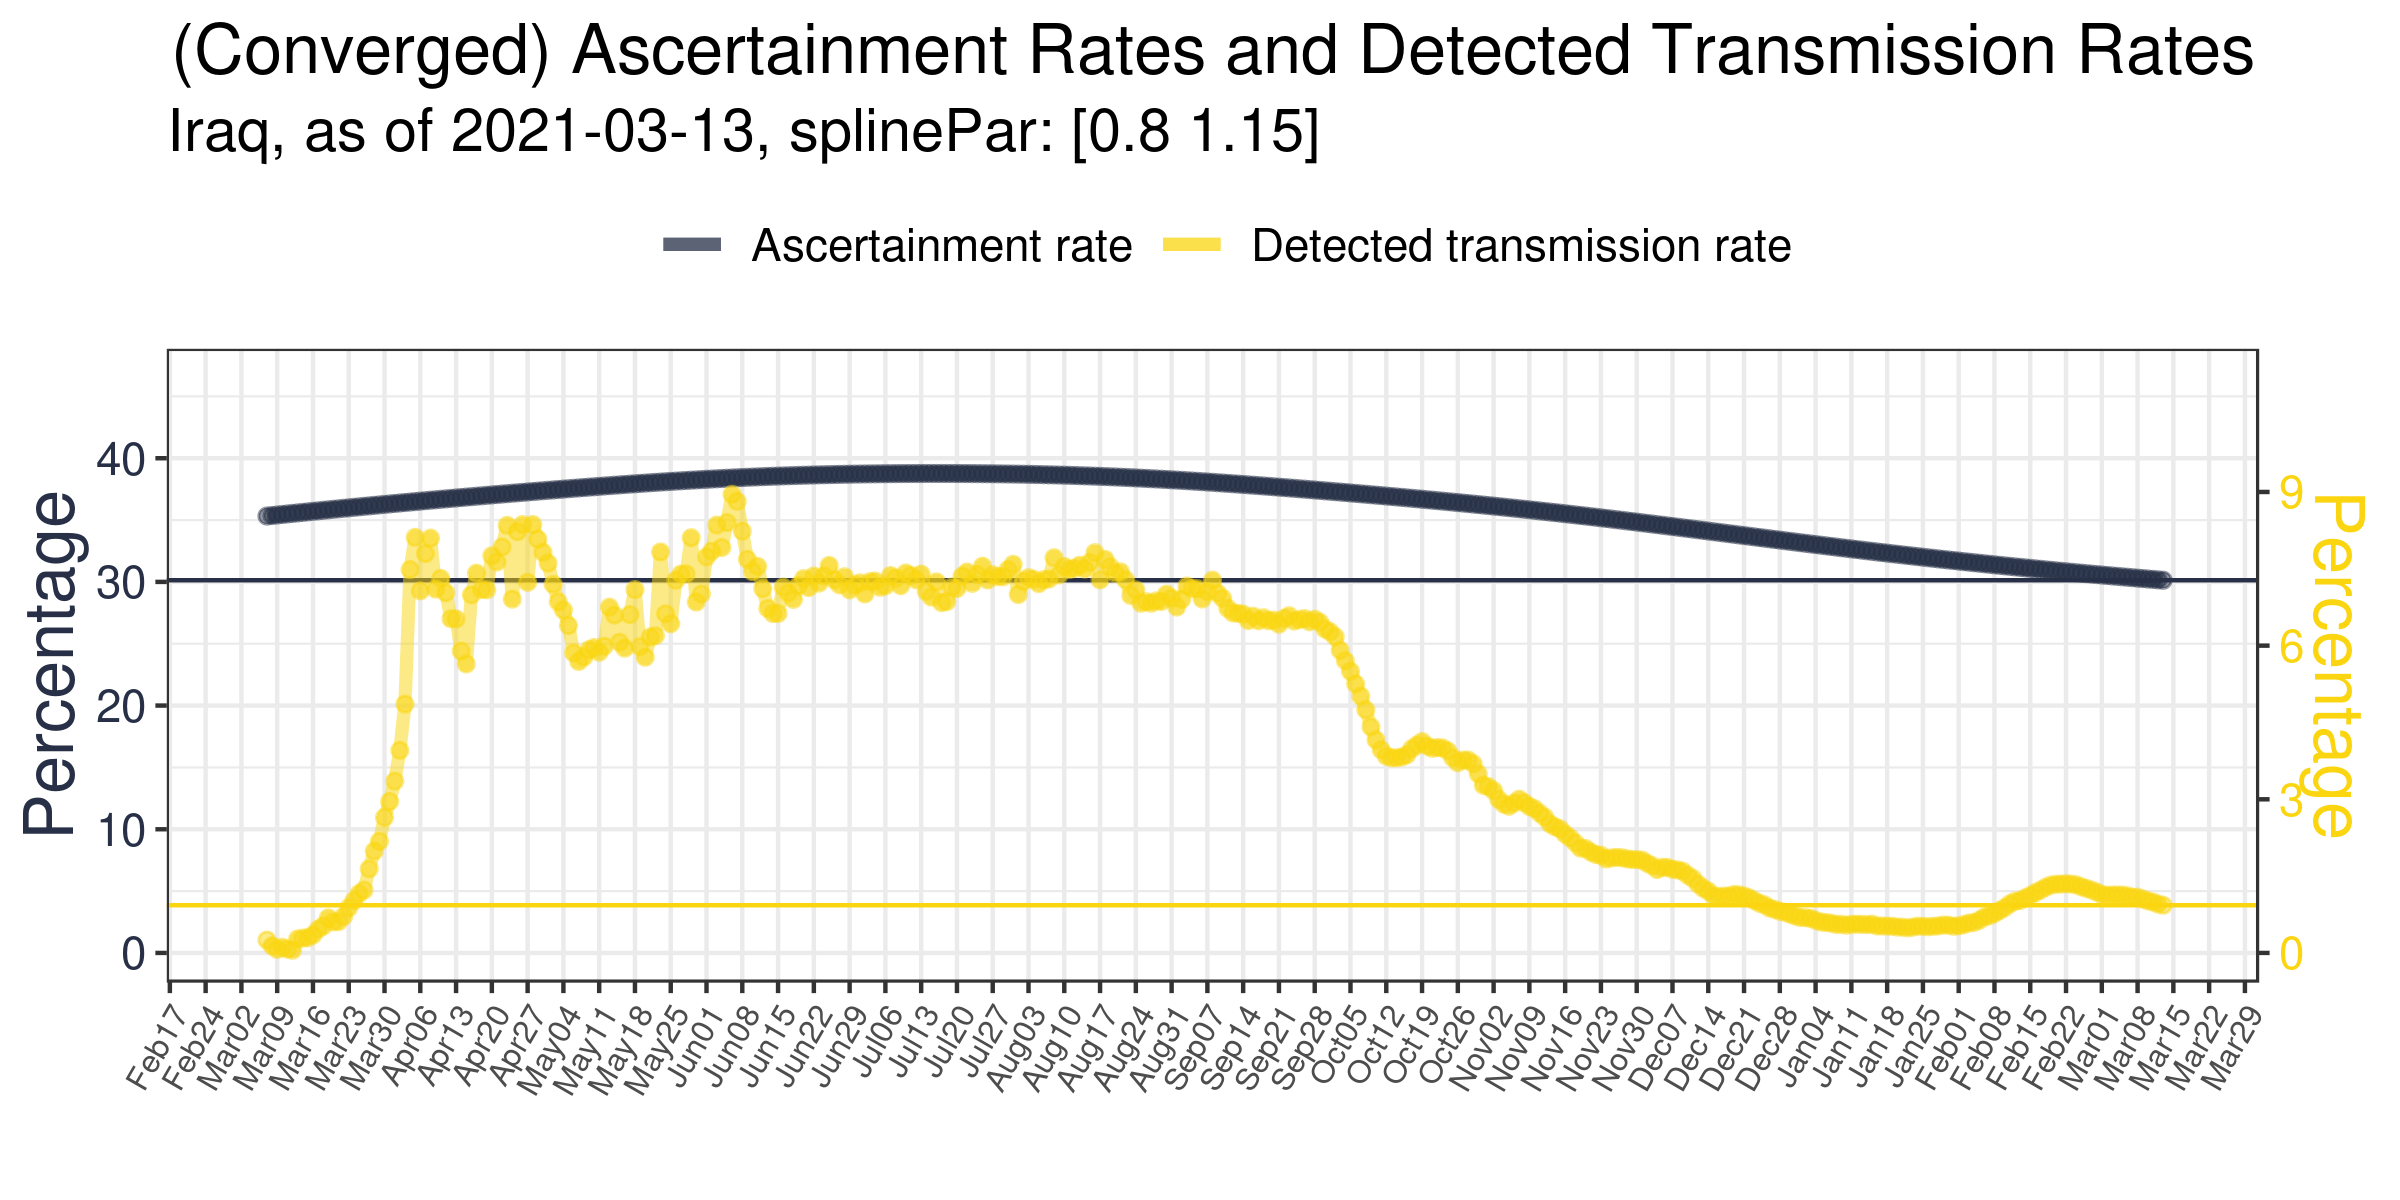 (Converged) Ascertainment Rates and Detected Transmission Rates
Iraq, as of 2021-03-13, splinePar: [0.8 1.15]
Ascertainment rate Detected transmission rate
Percentage
40
30
20
10
0
9
6
3
0
Percentage
Feb17 Feb24 Mar02 Mar09 Mar16 Mar23 Mar30 Apr06 Apr13 Apr20 Apr27 May04 May11 May18 May25 Jun01 Jun08 Jun15 Jun22 Jun29 Jul06 Jul13 Jul20 Jul27 Aug03 Aug10 Aug17 Aug24 Aug31 Sep07 Sep14 Sep21 Sep28 Oct05 Oct12 Oct19 Oct26 Nov02 Nov09 Nov16 Nov23 Nov30 Dec07 Dec14 Dec21 Dec28 Jan04 Jan11 Jan18 Jan25 Feb01 Feb08 Feb15 Feb22 Mar01 Mar08 Mar15 Mar22 Mar29